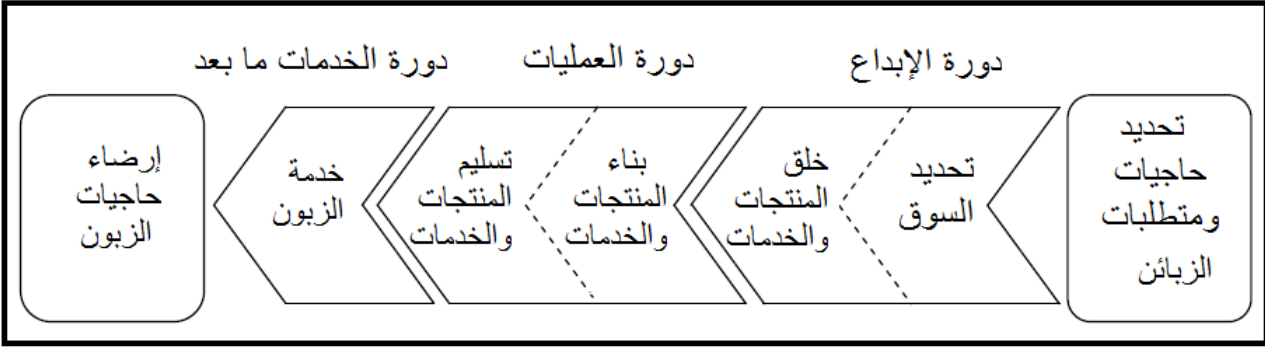 دورة الإبداع
دورة العمليات
دورة الخدمات ما بعد
تحديد
حاجيات
ومتطلبات
الزبائن
تحديد
السوق
خلق
المنتجات
والخدمات
بناء
المنتجات
والخدمات
تسليم
المنتجات
والخدمات
خدمة
الزبون
إرضاء
حاجيات
الزبون